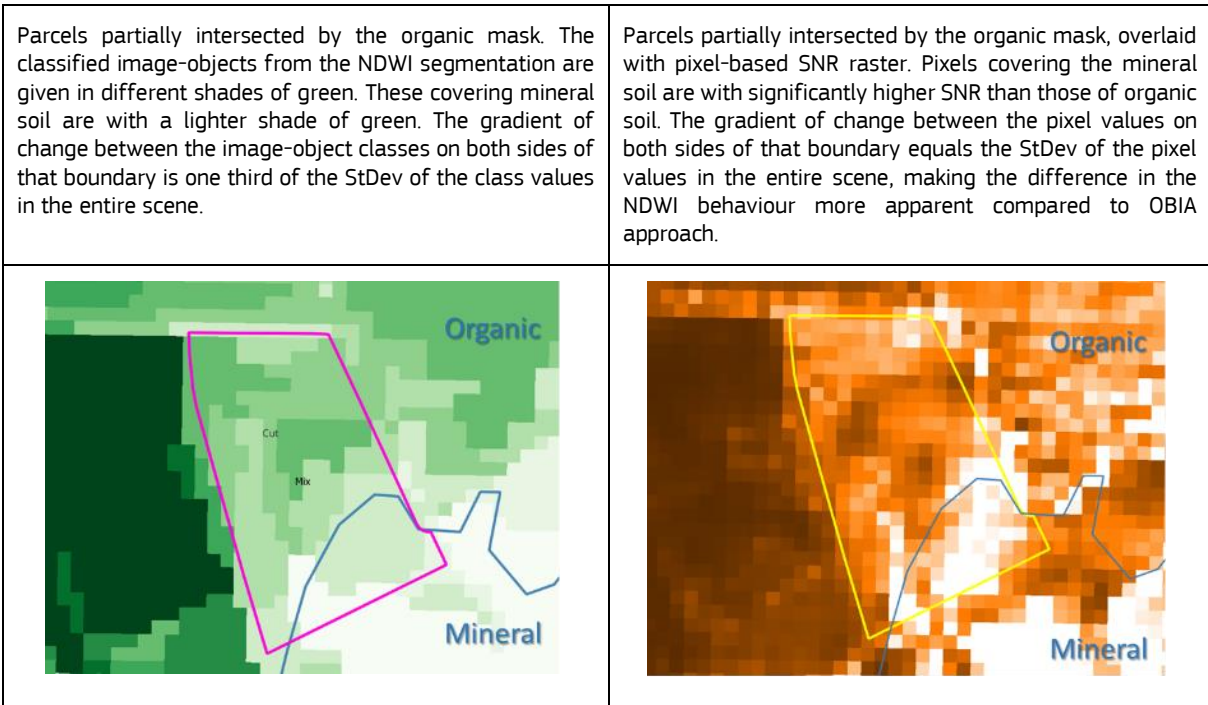 Parcels partially intersected by the organic mask. The
classified image-objects from the NDWI segmentation are
given in different shades of green. These covering mineral
soil are with a lighter shade of green. The gradient of
change between the image-object classes on both sides of
that boundary is one third of the StDev of the class values
in the entire scene.
Parcels partially intersected by the organic mask, overlaid
with pixel-based SNR raster. Pixels covering the mineral
soil are with significantly higher SNR than those of organic
soil. The gradient of change between the pixel values on
both sides of that boundary equals the StDev of the pixel
values in the entire scene, making the difference in the
NDWI behaviour more apparent compared to OBIA
approach.
Organic
Cut
Mix
Mineral
Organic
Mineral